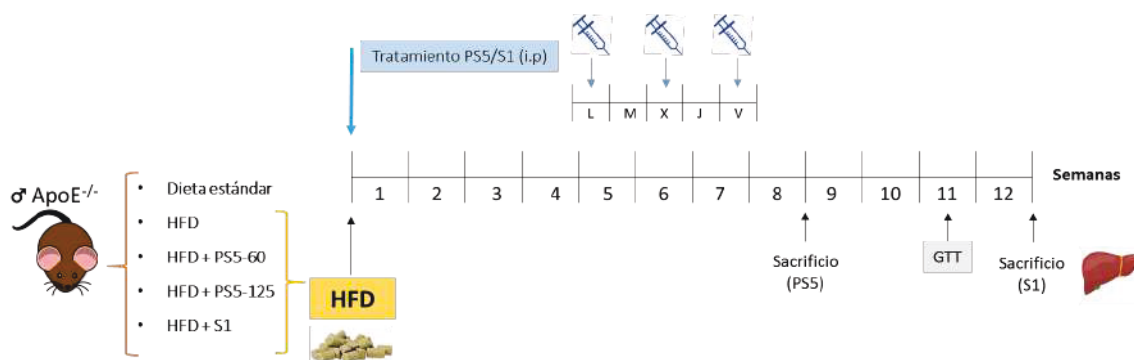 Tratamiento PS5/S1 (i.p)
L M X J V
♂ ApoE-/-
• Dieta estándar
• HFD
• HFD + PS5-60
• HFD + PS5-125
• HFD + S1
HFD
1 2 3 4 5 6 7 8 9 10 11 12
Semanas
Sacrificio
(PS5)
GTT
Sacrificio
(S1)